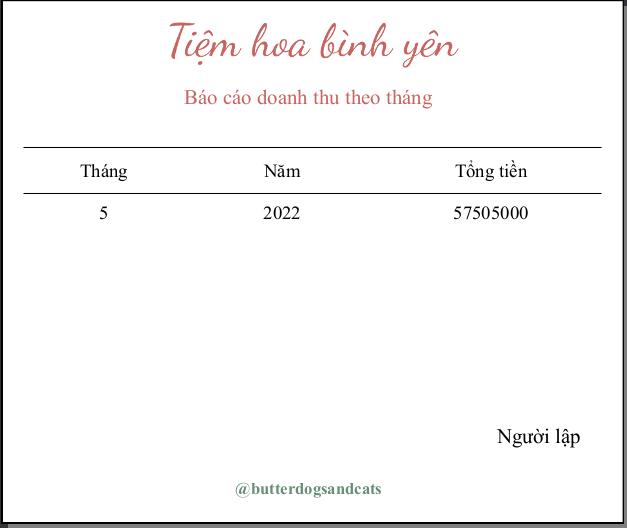 Tiệm hoa bình yên
Báo cáo doanh thu theo tháng
Tháng Năm Tổng tiền
5 2022 57505000
Người lập
@butterdogsandcats